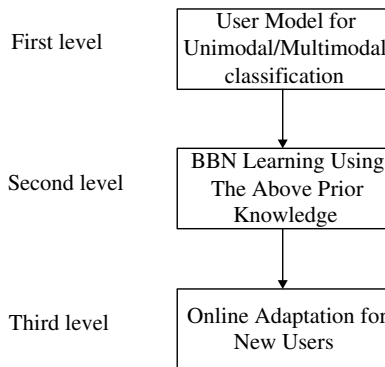 First level
User Model for
Unimodal/Multimodal
classification
Second level
BBN Learning Using
The Above Prior
Knowledge
Third level
Online Adaptation for
New Users